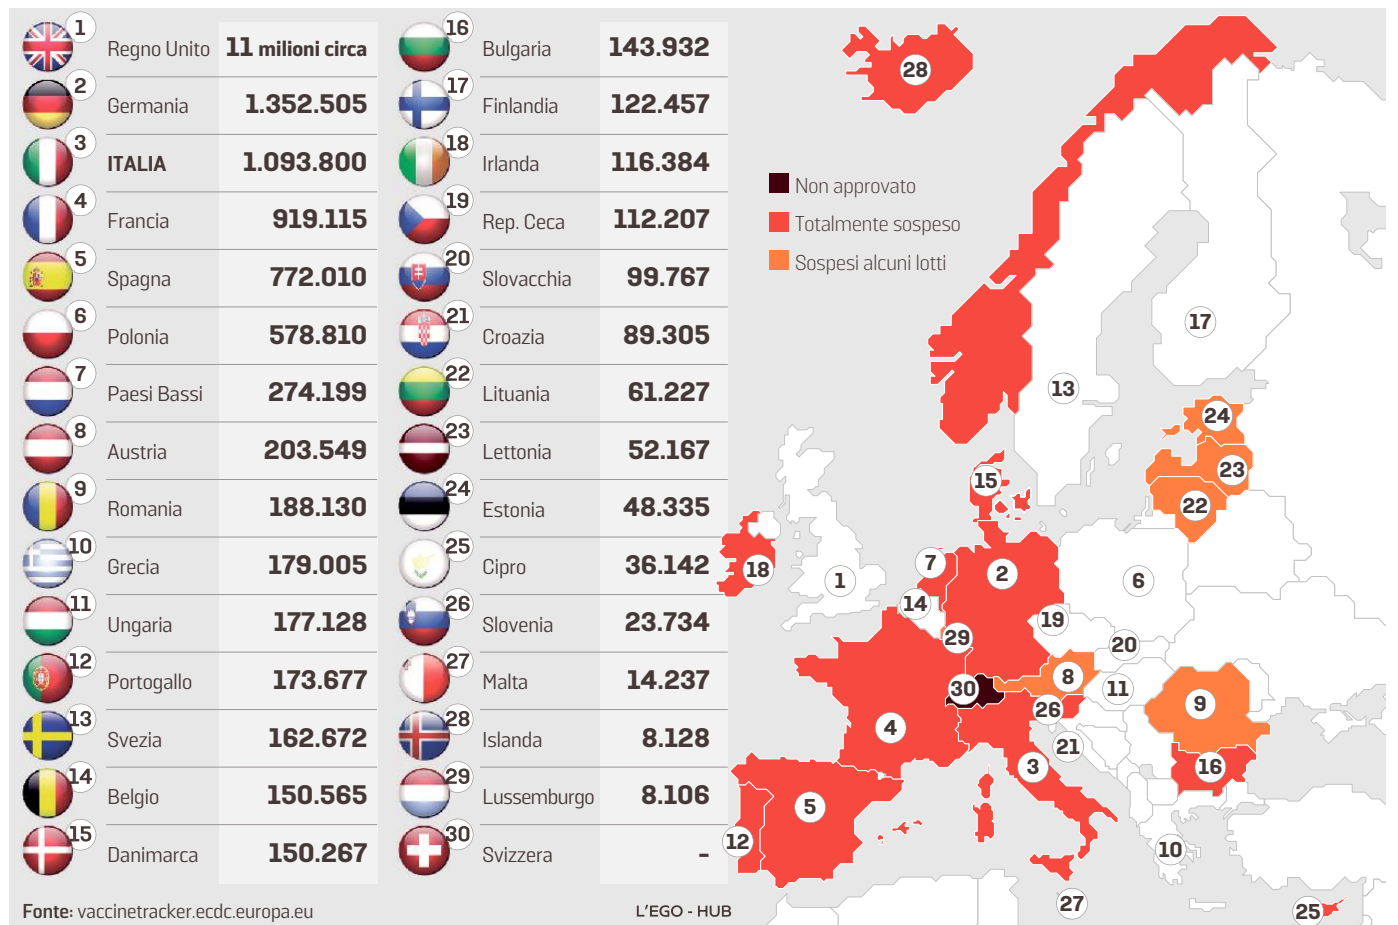 1 Regno Unito 11 milioni circa
2 Germania 1.352.505
3 ITALIA 1.093.800
4 Francia 919.115
5 Spagna 772.010
6 Polonia 578.810
7 Paesi Bassi 274.199
8 Austria 203.549
9 Romania 188.130
10 Grecia 179.005
11 Ungaria 177.128
12 Portogallo 173.677
13 Svezia 162.672
14 Belgio 150.565
15 Danimarca 150.267
16 Bulgaria 143.932
17 Finlandia 122.457
18 Irlanda 116.384
19 Rep. Ceca 112.207
20 Slovacchia 99.767
21 Croazia 89.305
22 Lituania 61.227
23 Lettonia 52.167
24 Estonia 48.335
25 Cipro 36.142
26 Slovenia 23.734
27 Malta 14.237
28 Islanda 8.128
29 Lussemburgo 8.106
30 Svizzera -
Fonte: vaccinetracker.ecdc.europa.eu
L'EGO - HUB
Non approvato
Totalmente sospeso
Sospesi alcuni lotti
28
17
13
24
23
15
22
18
1
7
2
6
14
19
29
20
30
8
11
26
9
4
21
3
16
5
12
10
27
25